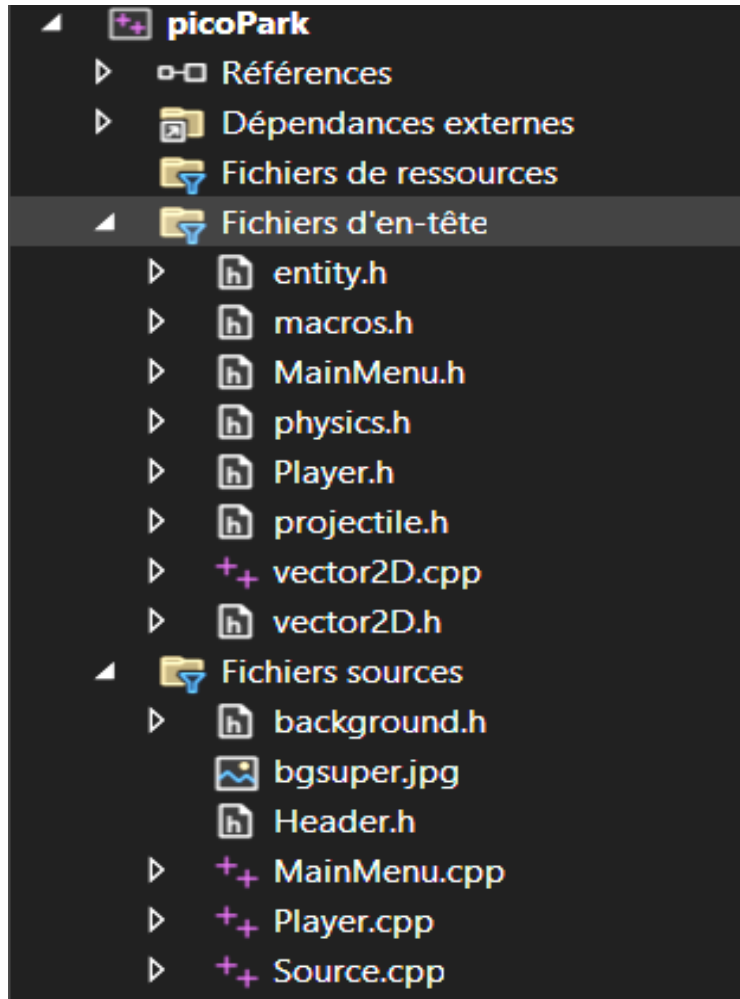 picoPark
Références
Dépendances externes
Fichiers de ressources
Fichiers d'en-tête
entity.h
macros.h
MainMenu.h
physics.h
Player.h
projectile.h
vector2D.cpp
vector2D.h
Fichiers sources
background.h
bgsuper.jpg
Header.h
MainMenu.cpp
Player.cpp
Source.cpp